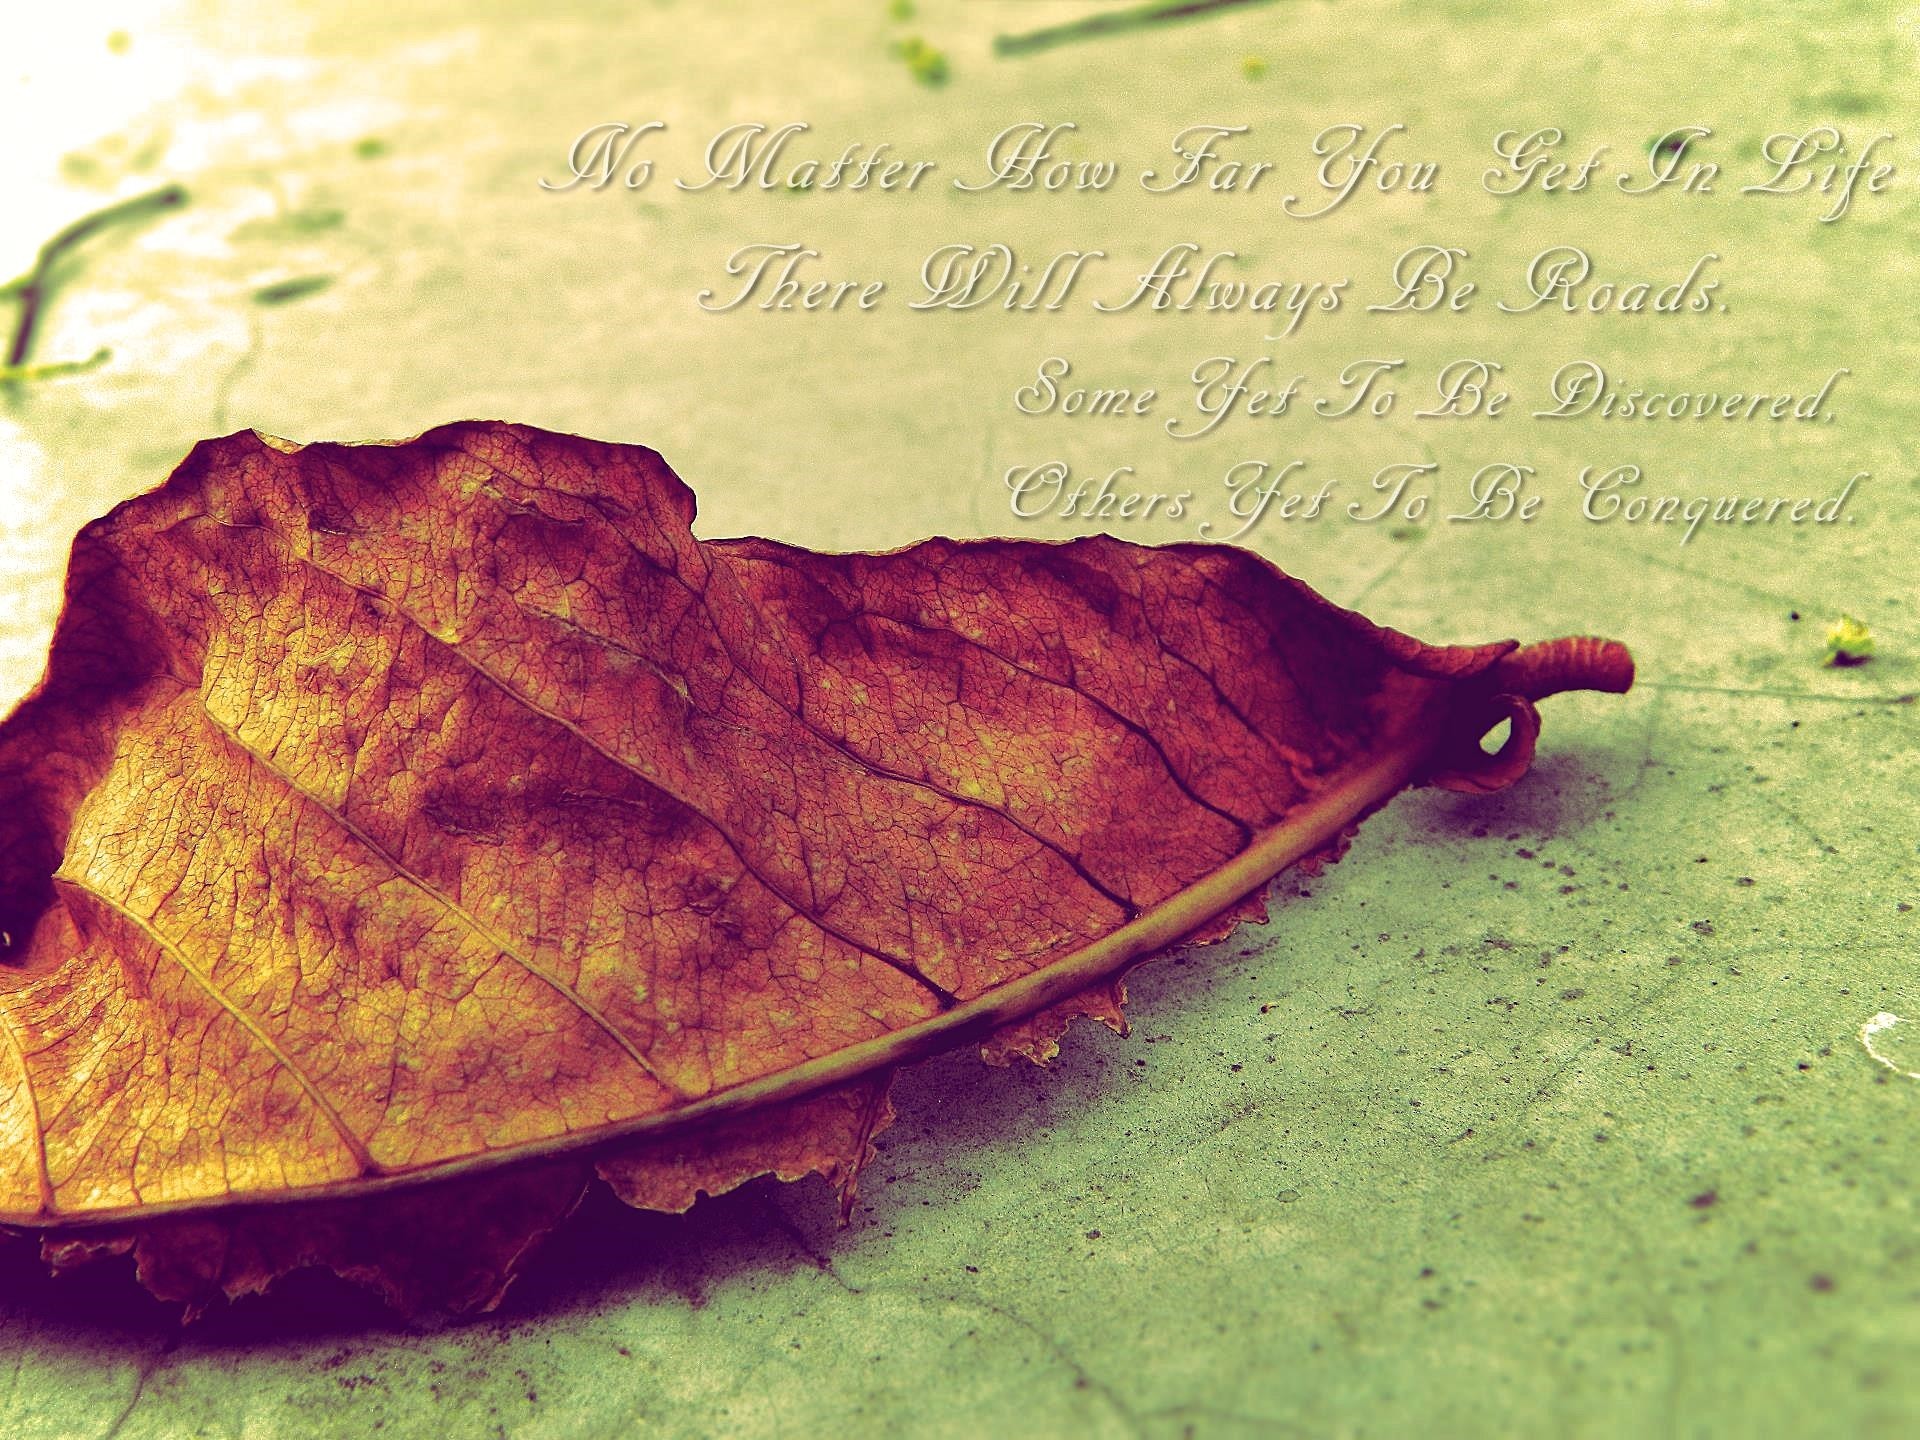 No Matter How Far You Get In Life
There Will Always Be Roads.
Some Yet To Be Discovered,
Others Yet To Be Conquered.